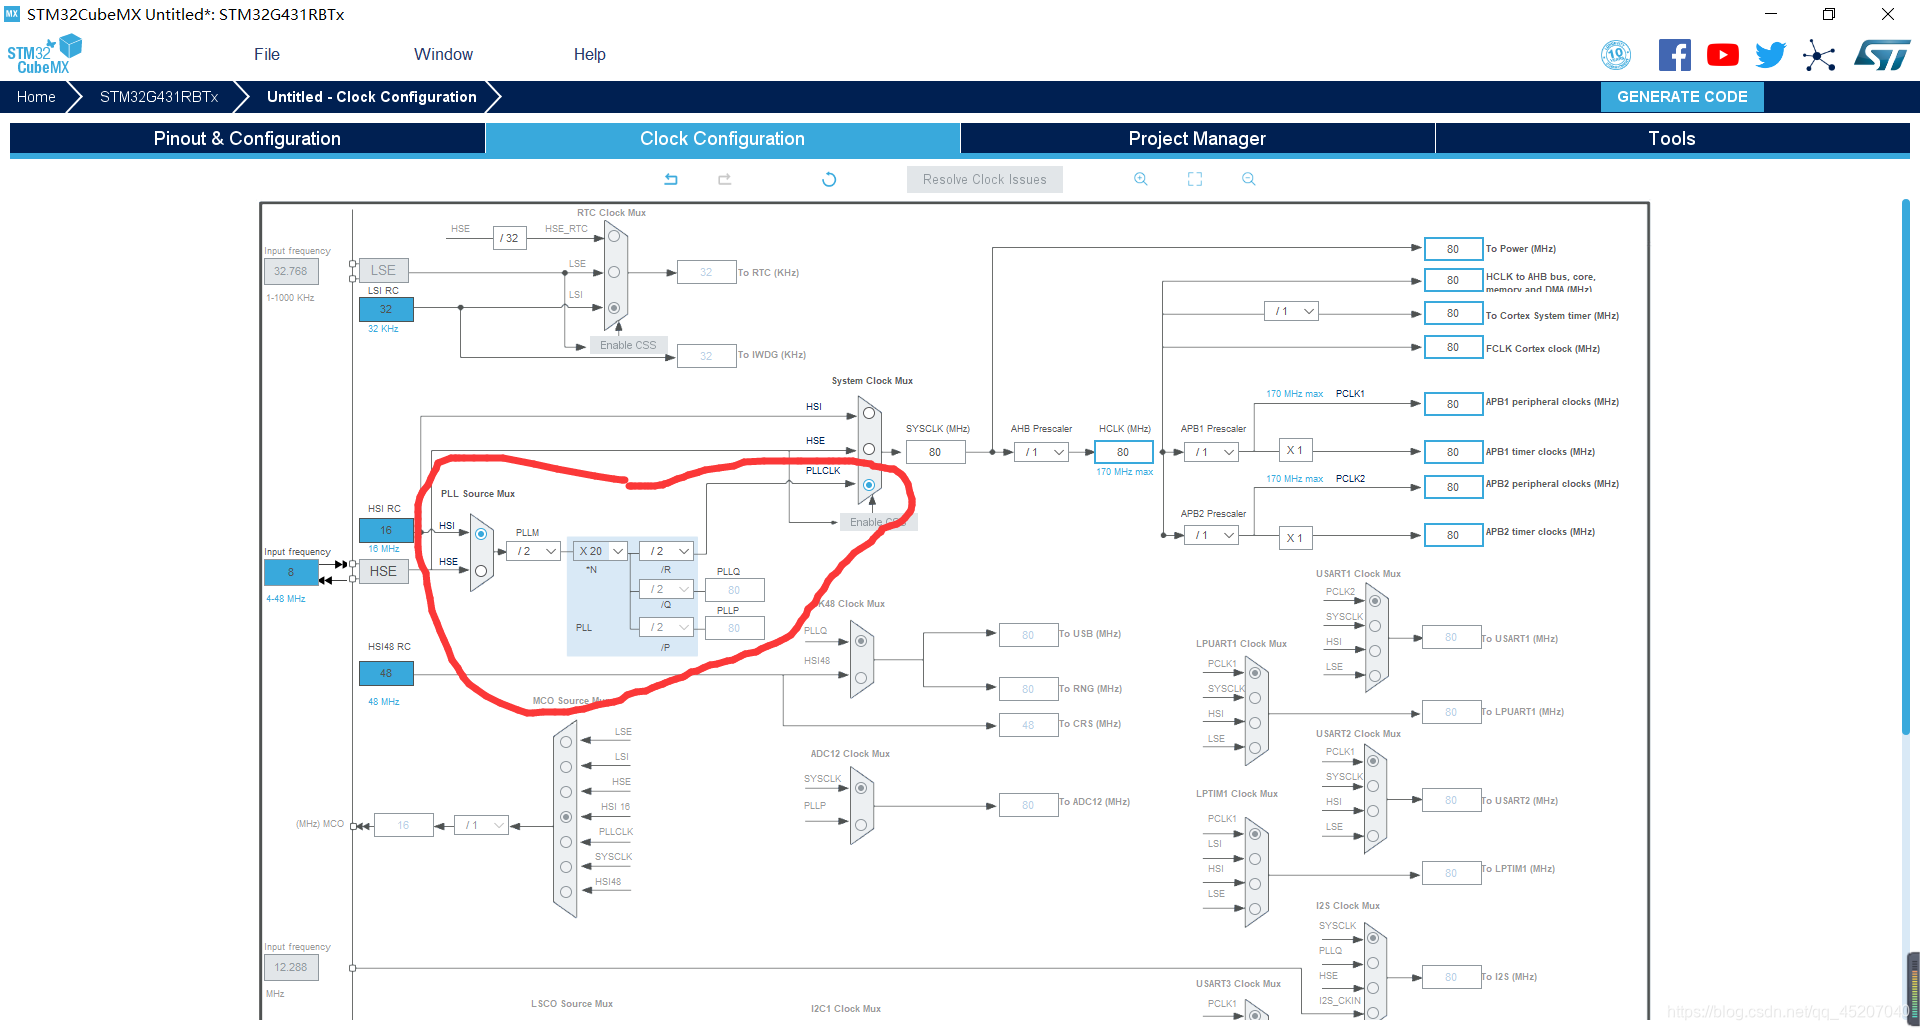 MX STM32CubeMX Untitled*: STM32G431RBTx
STM32 CubeMX
File Window Help
10
ST
Home STM32G431RBTx Untitled - Clock Configuration GENERATE CODE
Pinout & Configuration Clock Configuration Project Manager Tools
Resolve Clock Issues
RTC Clock Mux
HSE / 32 HSE_RTC
Input frequency
32.768
1-1000 KHz
LSE
LSE
32 To RTC (KHz)
LSI RC
32
32 KHz
LSI
Enable CSS
32 To IWDG (KHz)
80 To Power (MHz)
80 HCLK to AHB bus, core,
memory and DMA (MHz)
/ 1 80 To Cortex System timer (MHz)
80 FCLK Cortex clock (MHz)
System Clock Mux
HSI
HSE
PLLCLK
Enable CSS
SYSCLK (MHz)
80
AHB Prescaler
/ 1
HCLK (MHz)
80
170 MHz max
APB1 Prescaler
/ 1
170 MHz max PCLK1
80 APB1 peripheral clocks (MHz)
X 1 80 APB1 timer clocks (MHz)
170 MHz max PCLK2
80 APB2 peripheral clocks (MHz)
APB2 Prescaler
/ 1
X 1 80 APB2 timer clocks (MHz)
PLL Source Mux
HSI RC
16
16 MHz
HSI
HSE
Input frequency
8
4-48 MHz
HSE
PLLM
/ 2
X 20
*N
/ 2
/R
/ 2
/Q
/ 2
/P
PLL
PLLQ
80
PLLP
80
HSI48 RC
48
48 MHz
K48 Clock Mux
PLLQ
HSI48
80 To USB (MHz)
80 To RNG (MHz)
48 To CRS (MHz)
MCO Source Mux
LSE
LSI
HSE
HSI 16
PLLCLK
SYSCLK
HSI48
(MHz) MCO 16 / 1
ADC12 Clock Mux
SYSCLK
PLLP
80 To ADC12 (MHz)
USART1 Clock Mux
PCLK2
SYSCLK
HSI
LSE
80 To USART1 (MHz)
LPUART1 Clock Mux
PCLK1
SYSCLK
HSI
LSE
80 To LPUART1 (MHz)
USART2 Clock Mux
PCLK1
SYSCLK
HSI
LSE
80 To USART2 (MHz)
LPTIM1 Clock Mux
PCLK1
LSI
HSI
LSE
80 To LPTIM1 (MHz)
I2S Clock Mux
SYSCLK
PLLQ
HSE
I2S_CKIN
80 To I2S (MHz)
Input frequency
12.288
MHz
LSCO Source Mux
I2C1 Clock Mux
USART3 Clock Mux
PCLK1
https://blog.csdn.net/qq_4520704